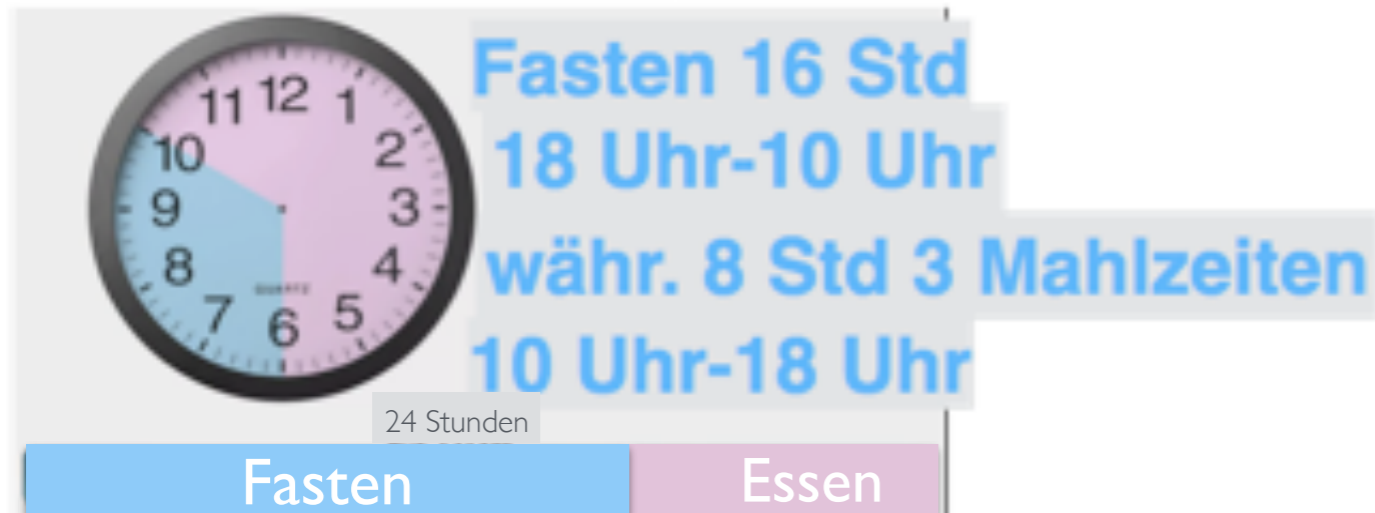 Fasten 16 Std
18 Uhr-10 Uhr
währ. 8 Std 3 Mahlzeiten
10 Uhr-18 Uhr
11 12 1
10 2
9 3
8 4
QUARTZ
7 6 5
24 Stunden
Fasten Essen